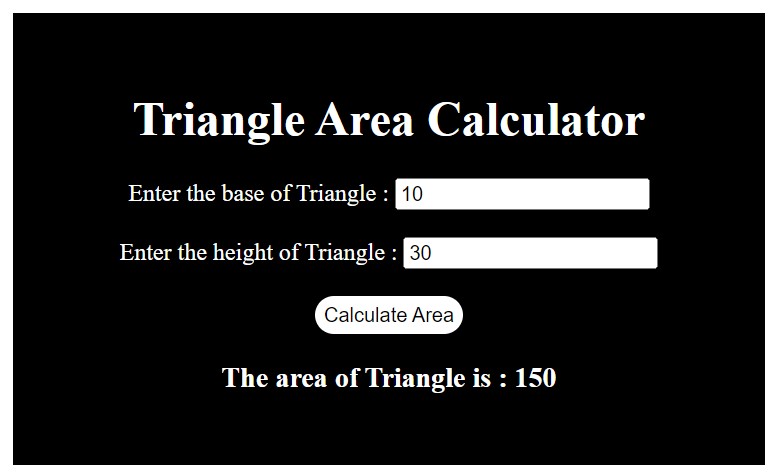 Triangle Area Calculator
Enter the base of Triangle : 10
Enter the height of Triangle : 30
Calculate Area
The area of Triangle is : 150